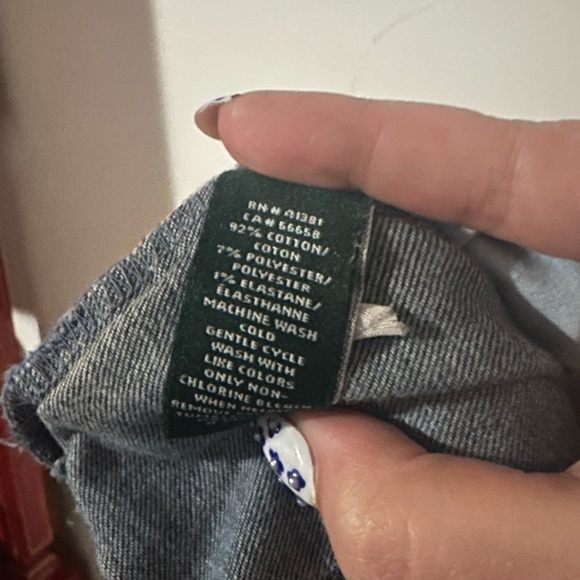 RN# 41381
CA# 56658
92% COTTON/
COTON
7% POLYESTER/
POLYESTER
1% ELASTANE/
ÉLASTHANNE
MACHINE WASH
COLD
GENTLE CYCLE
WASH WITH
LIKE COLORS
ONLY NON-
CHLORINE BLEACH
WHEN NEEDED